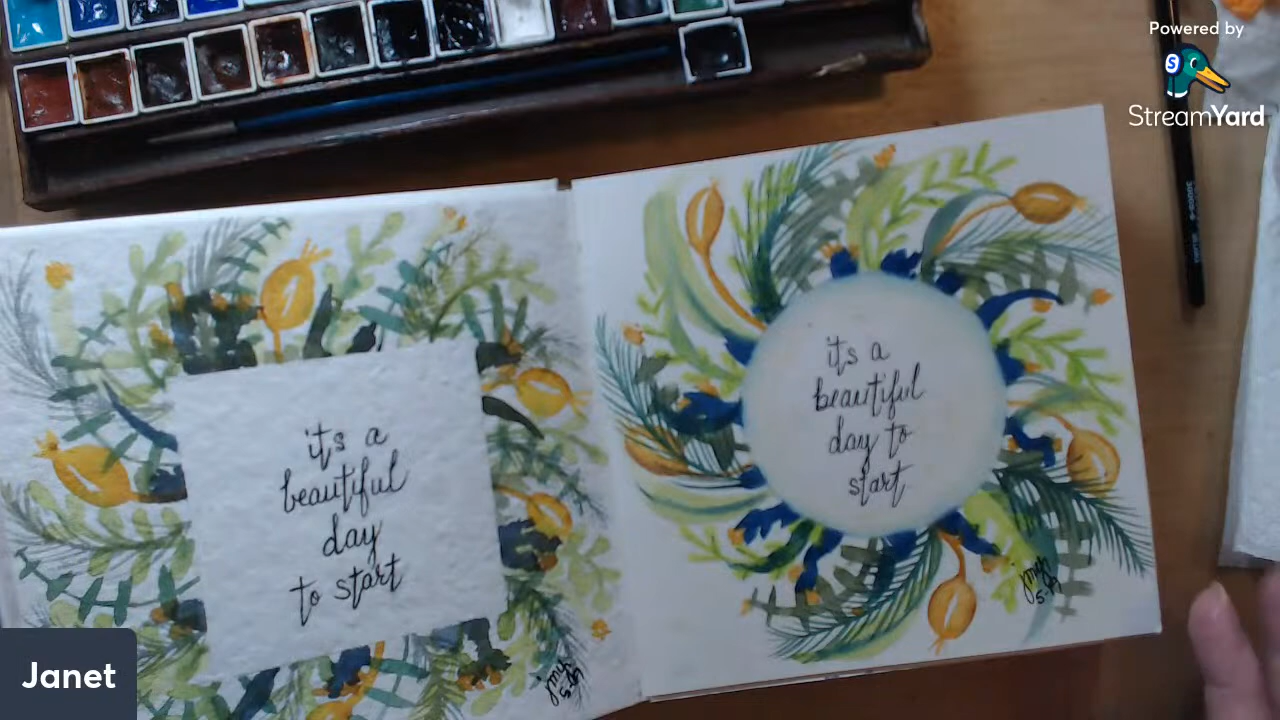 Powered by
StreamYard
it's a
beautiful
day
to start
it's a
beautiful
day to
start
Janet